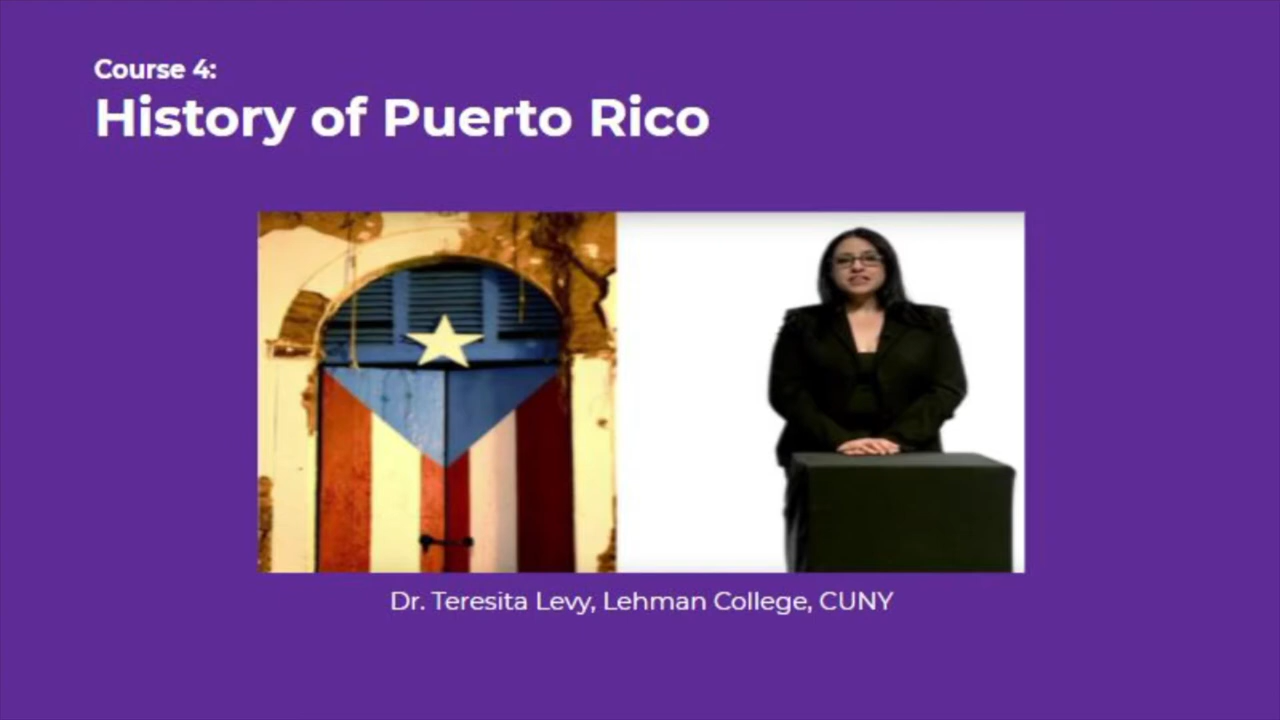 Course 4:
History of Puerto Rico
Dr. Teresita Levy, Lehman College, CUNY